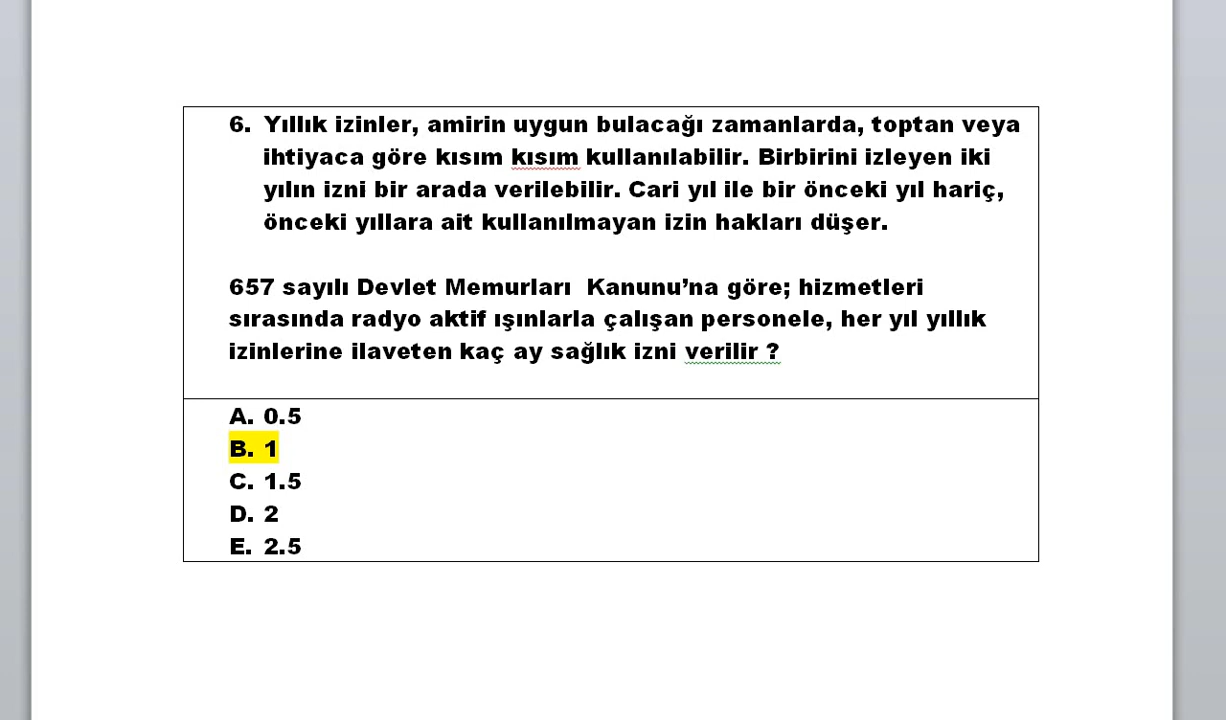 6. Yıllık izinler, amirin uygun bulacağı zamanlarda, toptan veya
ihtiyaca göre kısım kısım kullanılabilir. Birbirini izleyen iki
yılın izni bir arada verilebilir. Cari yıl ile bir önceki yıl hariç,
önceki yıllara ait kullanılmayan izin hakları düşer.
657 sayılı Devlet Memurları Kanunu’na göre; hizmetleri
sırasında radyo aktif ışınlarla çalışan personele, her yıl yıllık
izinlerine ilaveten kaç ay sağlık izni verilir ?
A. 0.5
B. 1
C. 1.5
D. 2
E. 2.5